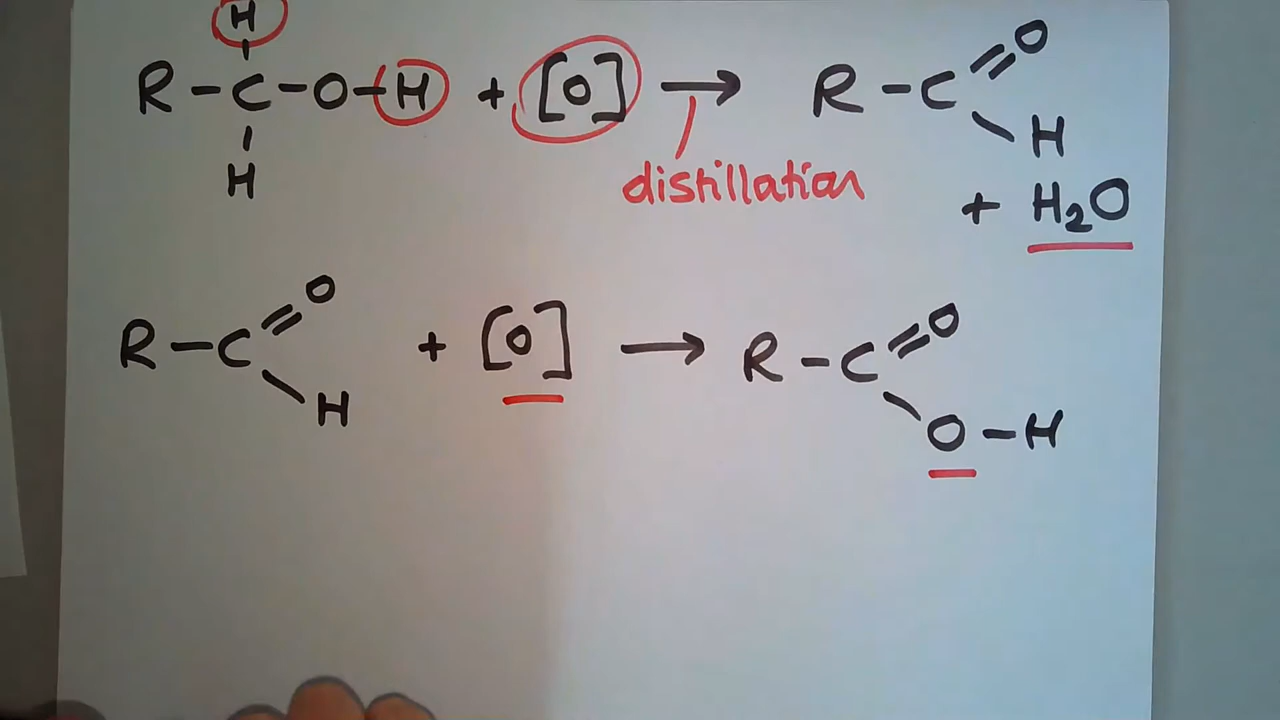 H
R-C-O-H + [O] → R-C=O
H
H
distillation
+ H₂O
R-C=O + [O] → R-C=O
H
O-H